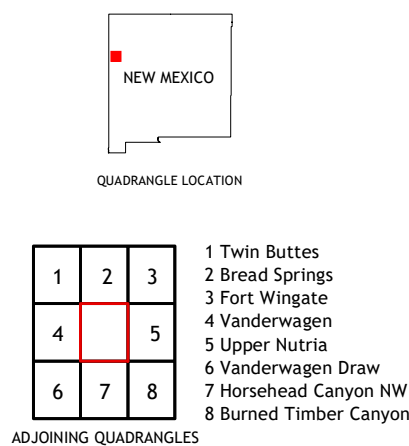 NEW MEXICO
QUADRANGLE LOCATION
1 2 3
4 5
6 7 8
1 Twin Buttes
2 Bread Springs
3 Fort Wingate
4 Vanderwagen
5 Upper Nutria
6 Vanderwagen Draw
7 Horsehead Canyon NW
8 Burned Timber Canyon
ADJOINING QUADRANGLES